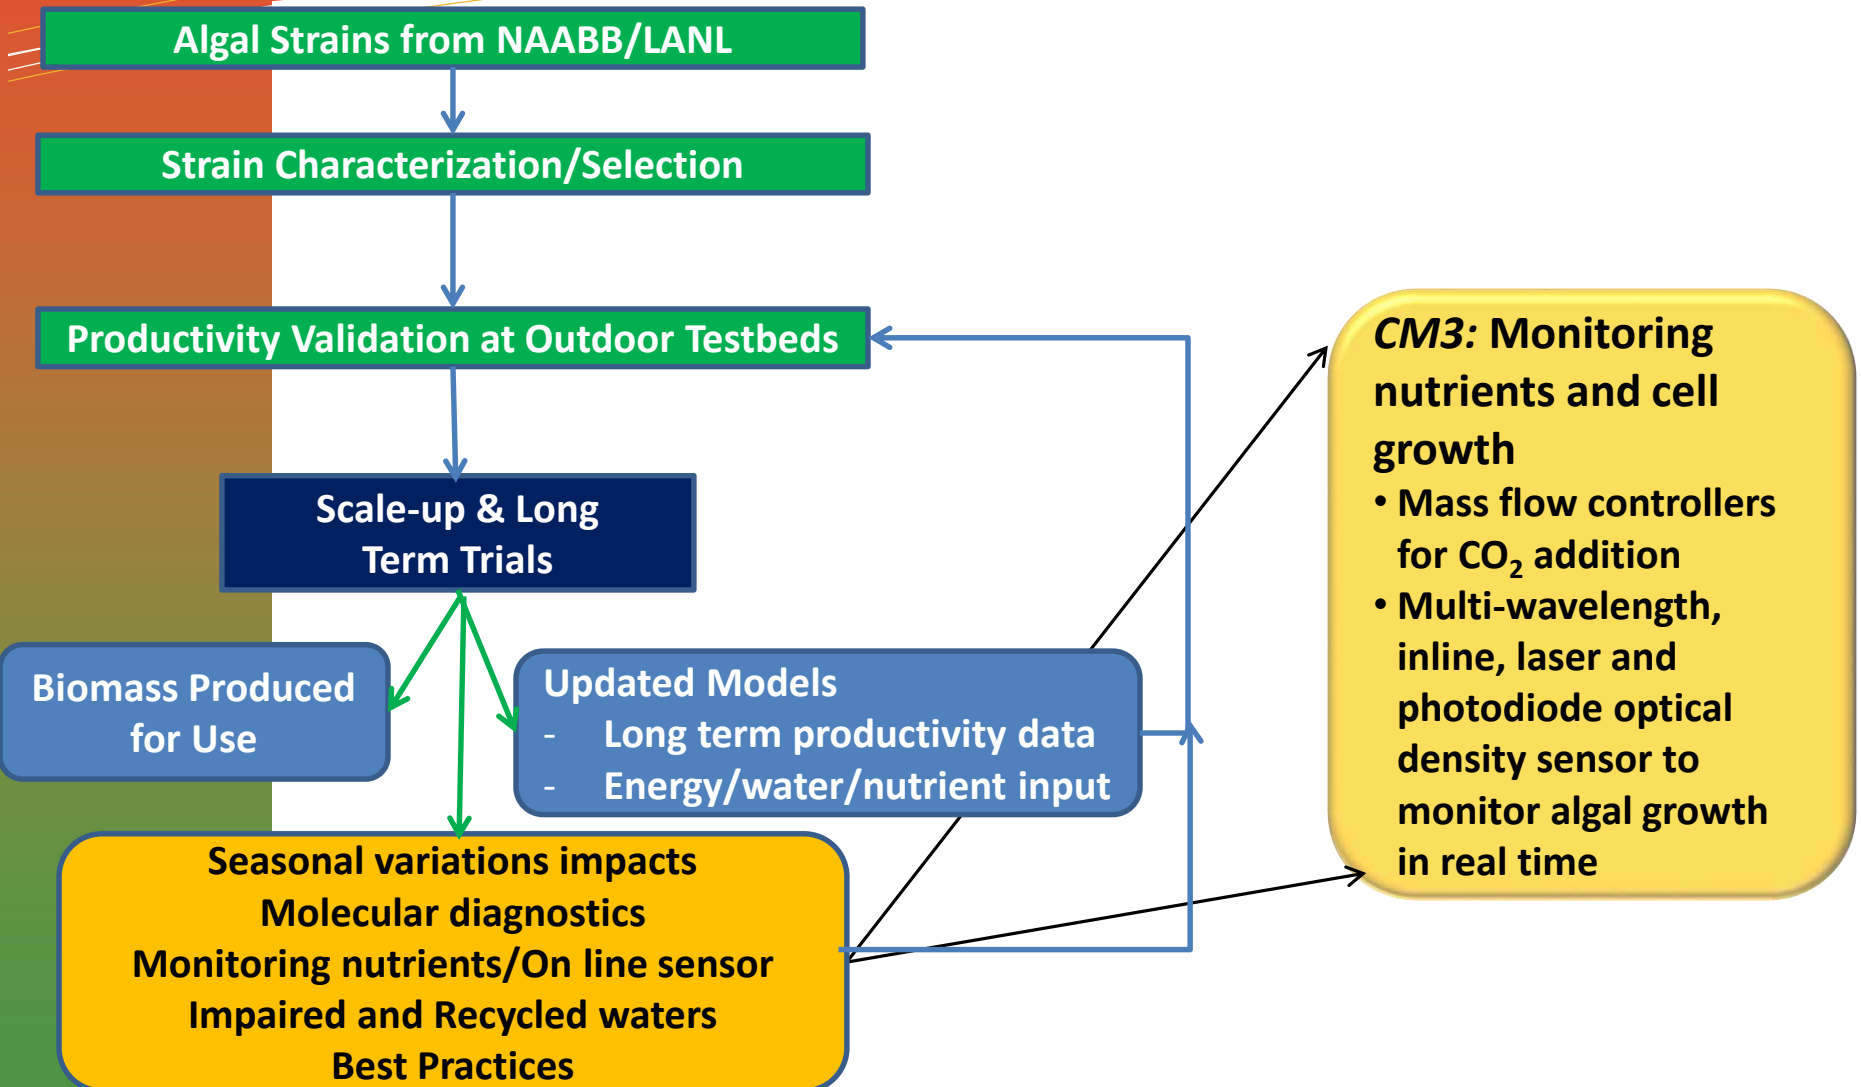 Algal Strains from NAABB/LANL
Strain Characterization/Selection
Productivity Validation at Outdoor Testbeds
Scale-up & Long
Term Trials
Biomass Produced
for Use
Updated Models
- Long term productivity data
- Energy/water/nutrient input
Seasonal variations impacts
Molecular diagnostics
Monitoring nutrients/On line sensor
Impaired and Recycled waters
Best Practices
CM3: Monitoring
nutrients and cell
growth
• Mass flow controllers
for CO₂ addition
• Multi-wavelength,
inline, laser and
photodiode optical
density sensor to
monitor algal growth
in real time